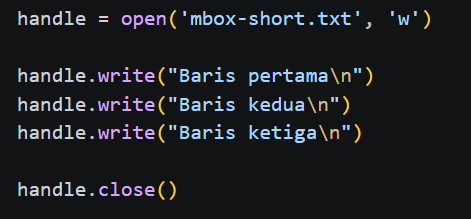 handle = open('mbox-short.txt', 'w')
handle.write("Baris pertama\n")
handle.write("Baris kedua\n")
handle.write("Baris ketiga\n")
handle.close()